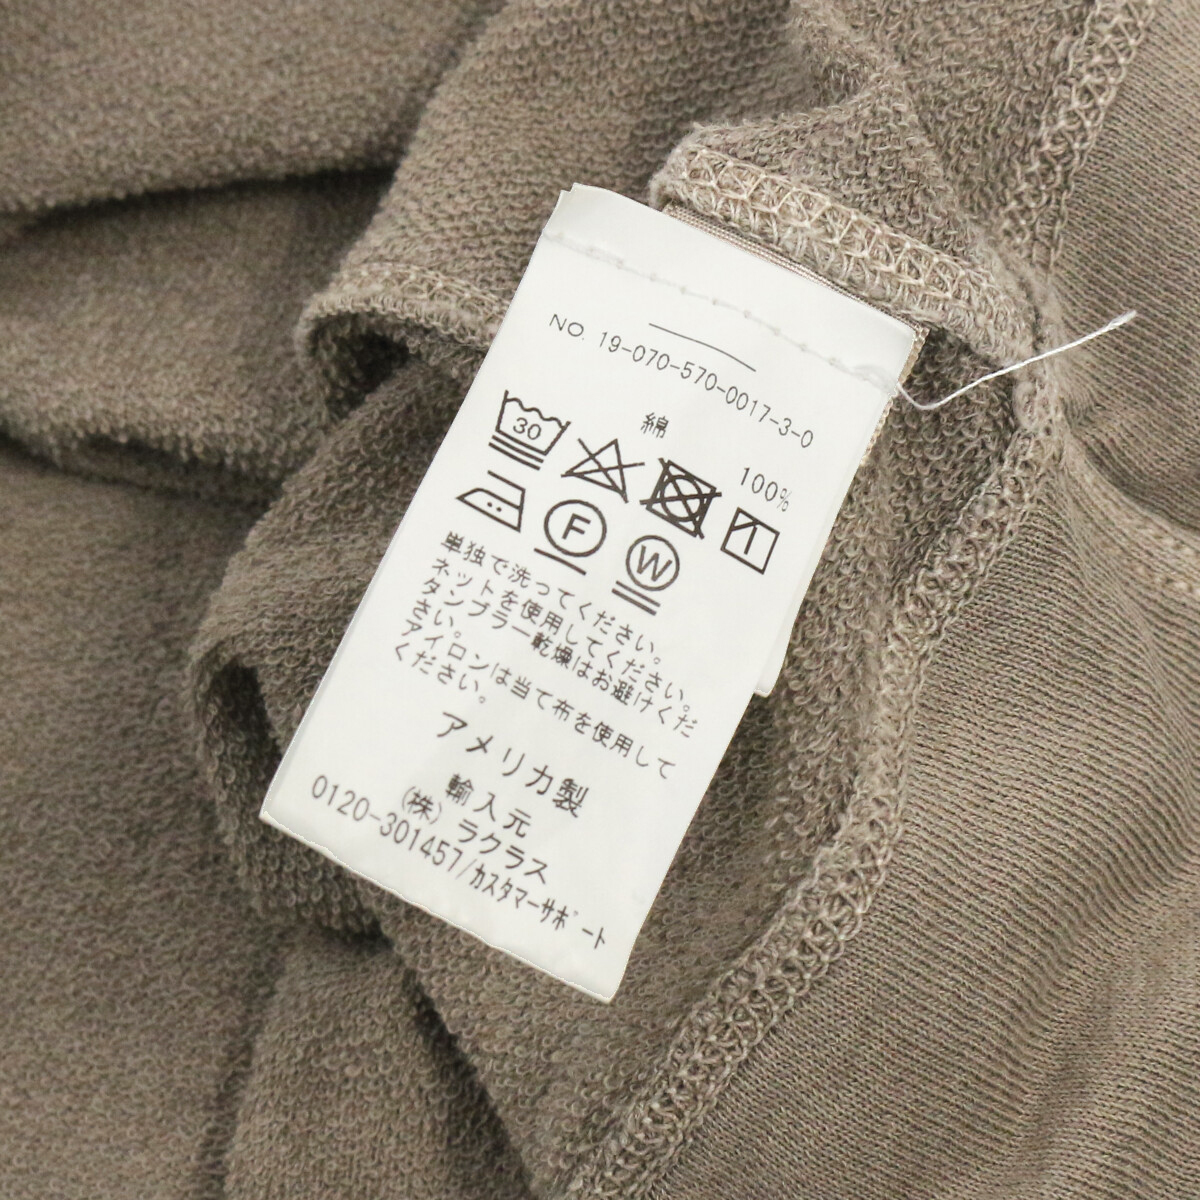 NO. 19-070-570-0017-3-0
綿
100%
30
F
W
単独で洗ってください。
ネットを使用してください。
タンブラー乾燥はお避けくだ
さい。
アイロンは当て布を使用して
ください。
アメリカ製
輸入元
(株)ラクラス
0120-301457/カスタマーサポート